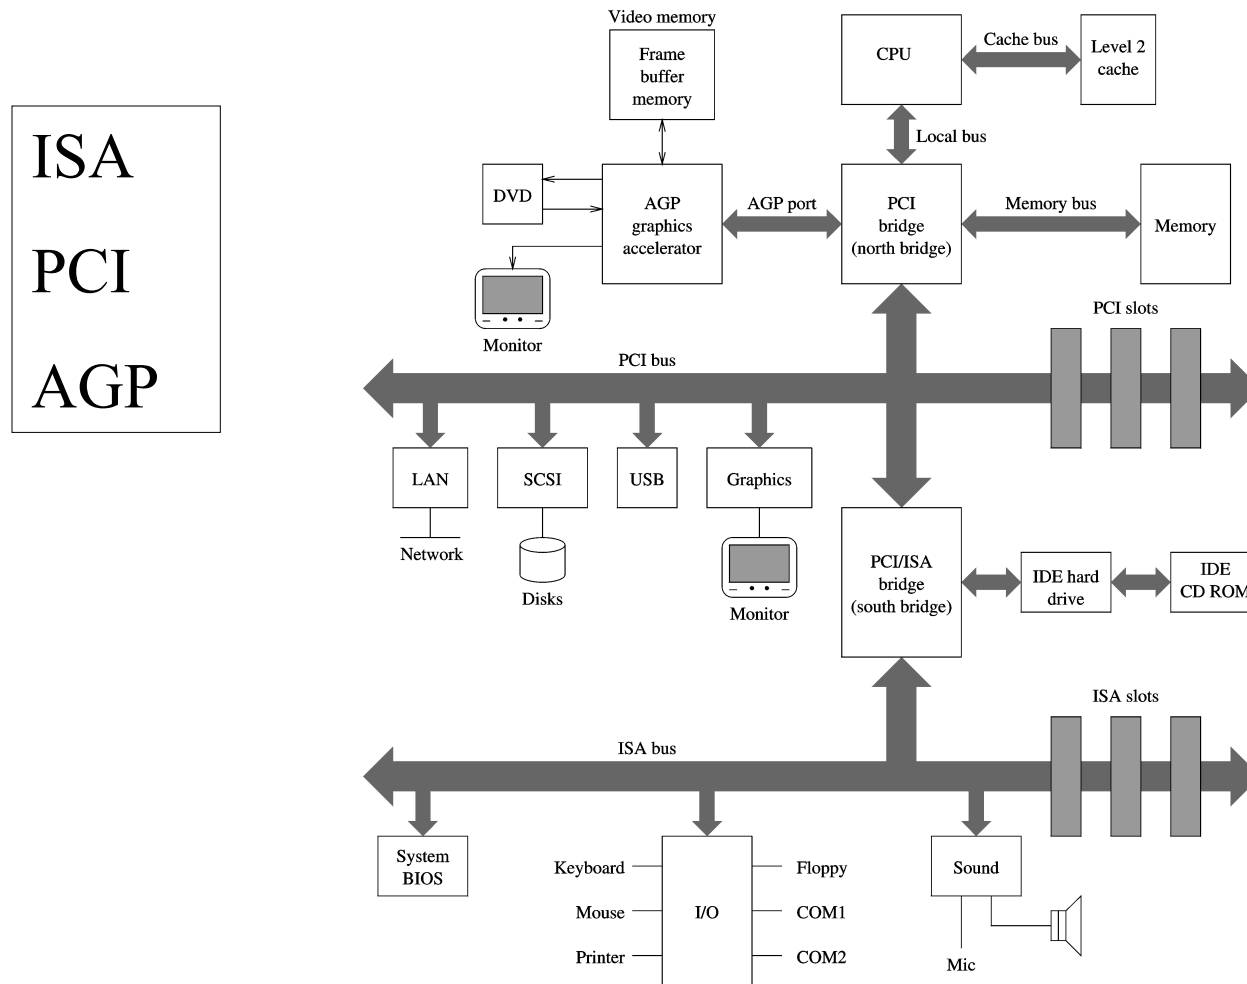 ISA
PCI
AGP
Video memory
Frame
buffer
memory
CPU
Cache bus
Level 2
cache
Local bus
DVD
AGP
graphics
accelerator
AGP port
PCI
bridge
(north bridge)
Memory bus
Memory
Monitor
PCI bus
PCI slots
LAN
SCSI
USB
Graphics
Network
Disks
Monitor
PCI/ISA
bridge
(south bridge)
IDE hard
drive
IDE
CD ROM
ISA bus
ISA slots
System
BIOS
Keyboard
Mouse
Printer
I/O
Floppy
COM1
COM2
Sound
Mic